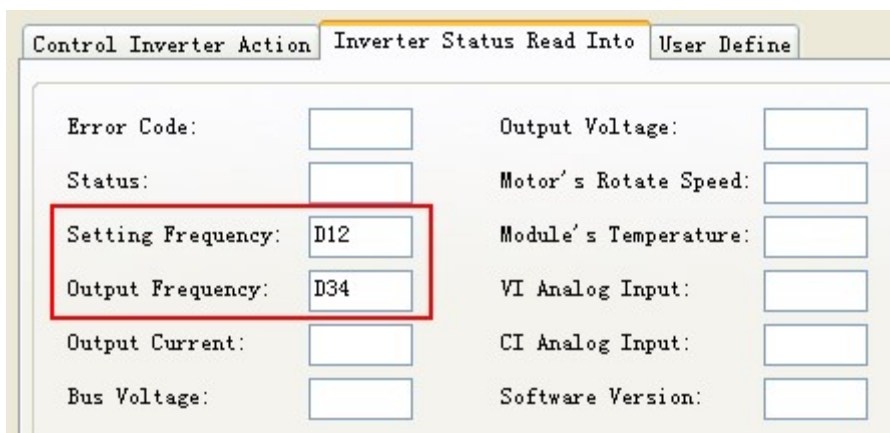 Control Inverter Action Inverter Status Read Into User Define
Error Code: Output Voltage:
Status: Motor's Rotate Speed:
Setting Frequency: D12 Module's Temperature:
Output Frequency: D34 VI Analog Input:
Output Current: CI Analog Input:
Bus Voltage: Software Version: